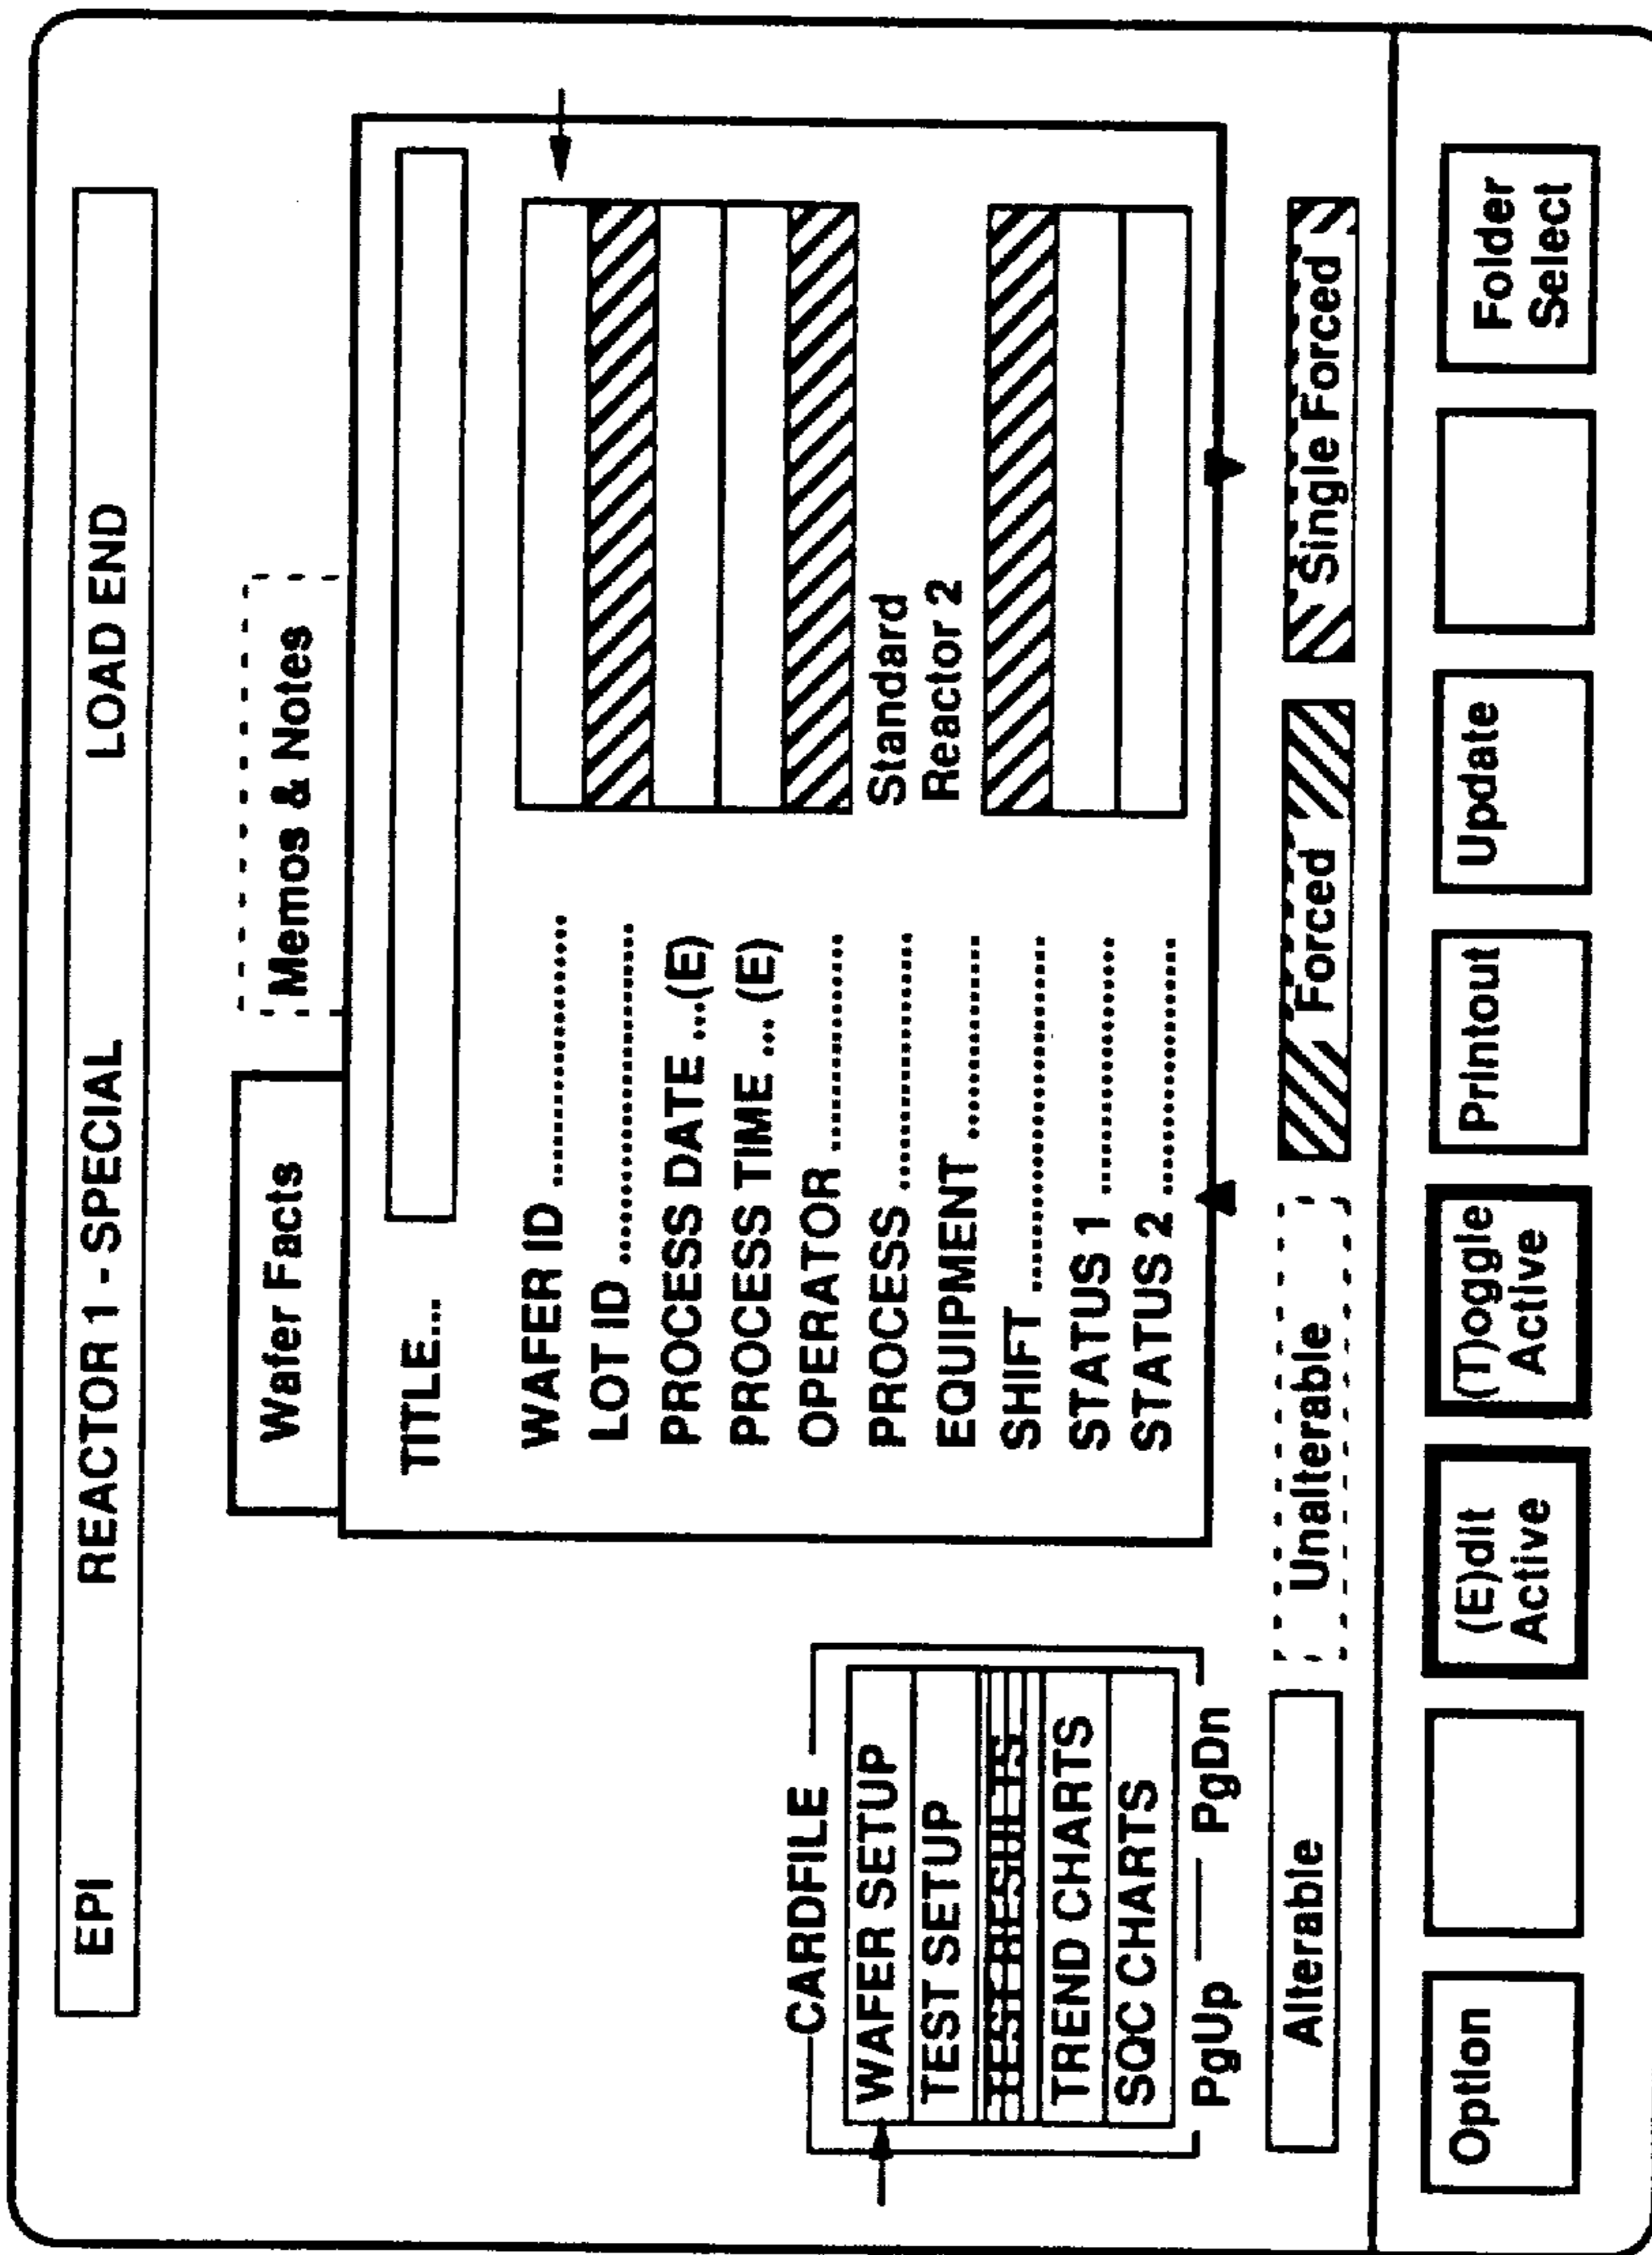 EPI REACTOR 1 - SPECIAL LOAD END
Wafer Facts
Memos & Notes
TITLE...
WAFER ID ...........................
LOT ID ..................................
PROCESS DATE ...(E)
PROCESS TIME ... (E)
OPERATOR ......................
PROCESS .......................... Standard
EQUIPMENT ................... Reactor 2
SHIFT ..................................
STATUS 1 .........................
STATUS 2 .........................
CARDFILE
WAFER SETUP
TEST SETUP
TEST RESULTS
TREND CHARTS
SQC CHARTS
PgUp — PgDn
Alterable
Unalterable
Forced
Single Forced
Option
(E)dit
Active
(T)oggle
Active
Printout
Update
Folder
Select